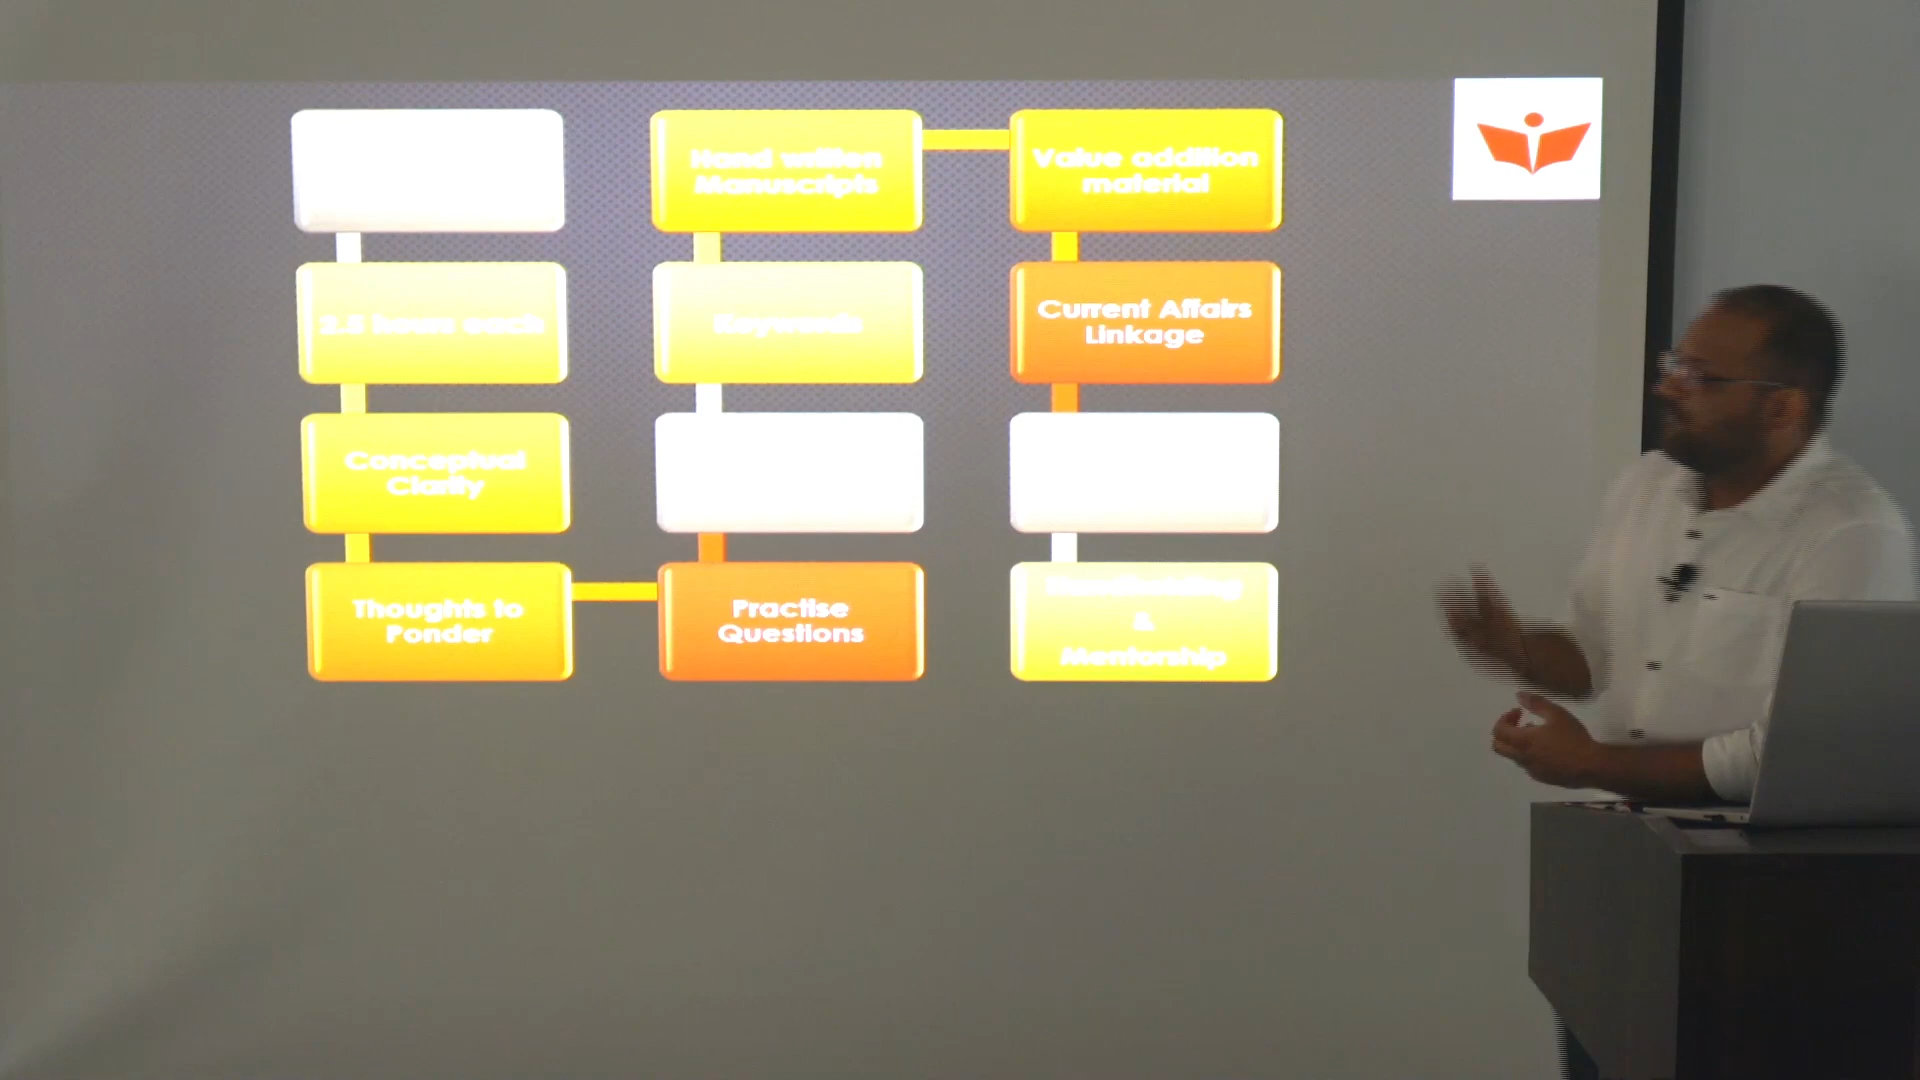 2.5 hours each
Conceptual
Clarity
Thoughts to
Ponder
Practise
Questions
Keywords
Hand written
Manuscripts
Value addition
material
Current Affairs
Linkage
&
Mentorship